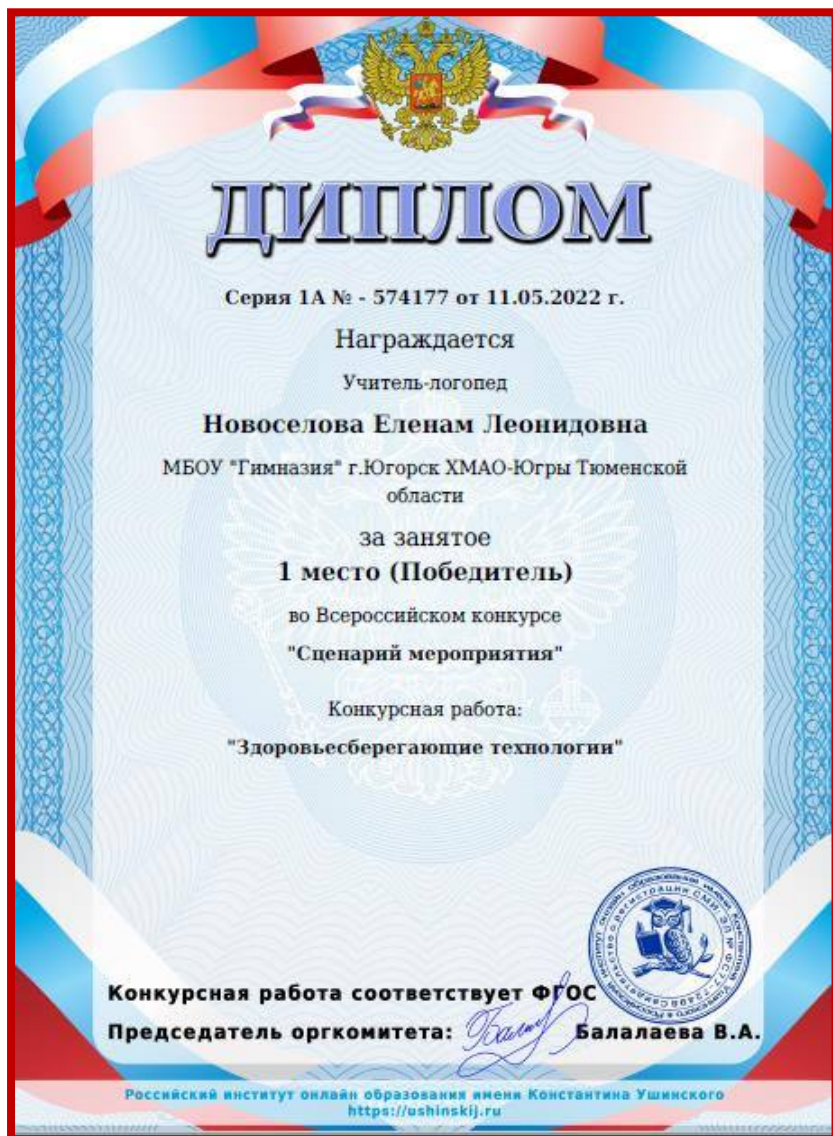 ДИПЛОМ
Серия 1А № - 574177 от 11.05.2022 г.
Награждается
Учитель-логопед
Новоселова Еленам Леонидовна
МБОУ "Гимназия" г.Югорск ХМАО-Югры Тюменской
области
за занятое
1 место (Победитель)
во Всероссийском конкурсе
"Сценарий мероприятия"
Конкурсная работа:
"Здоровьесберегающие технологии"
Конкурсная работа соответствует ФГОС
Председатель оргкомитета: Балалаева В.А.
Российский институт онлайн образования имени Константина Ушинского
https://ushinskij.ru